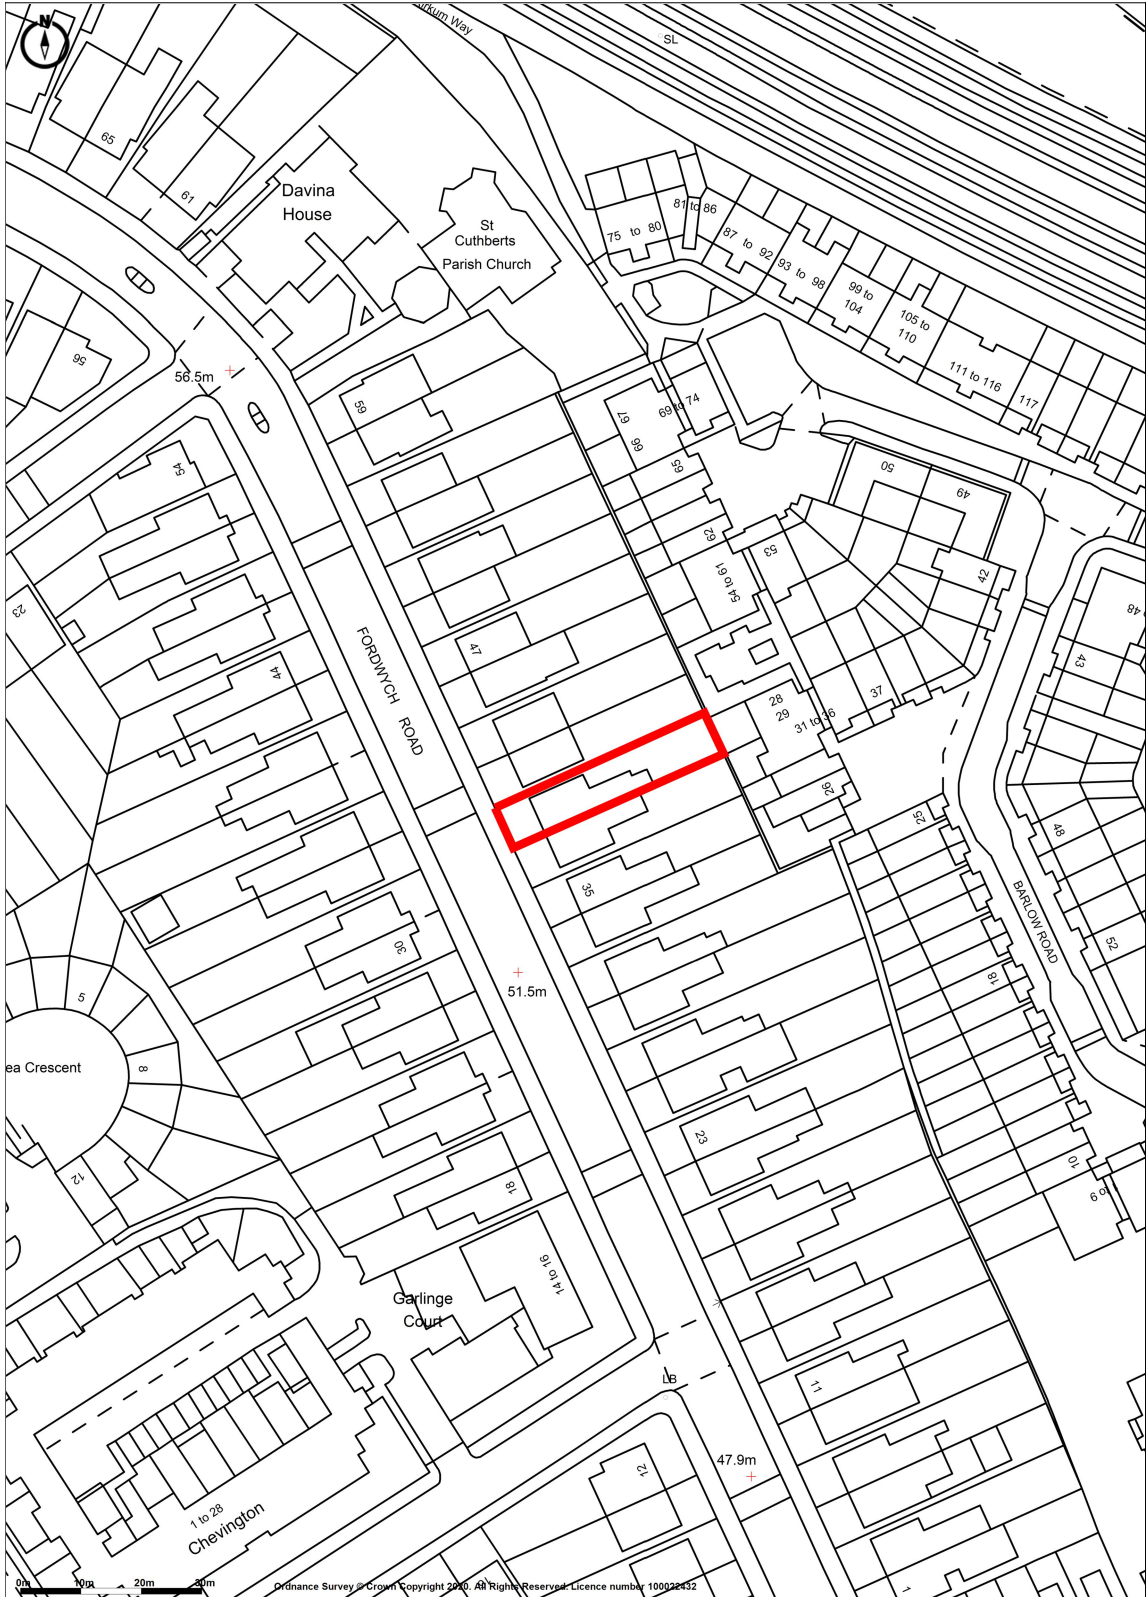 N
SL
65
61
Davina
House
St
Cuthberts
Parish Church
81 to 86
75 to 80
87 to 92
93 to 98
99 to
104
105 to
110
111 to 116
117
56
56.5m
59
67
66
69 to 74
65
50
49
54
62
53
54 to 61
42
48
23
43
47
44
FORDWYCH ROAD
28
29
31 to 36
37
26
25
48
35
BARLOW ROAD
52
30
18
51.5m
5
8
ea Crescent
12
23
10
18
14 to 16
Garlinge
Court
11
LB
12
47.9m
1 to 28
Chevington
1
0m 10m 20m 30m
Ordnance Survey © Crown Copyright 2020. All Rights Reserved. Licence number 100022432